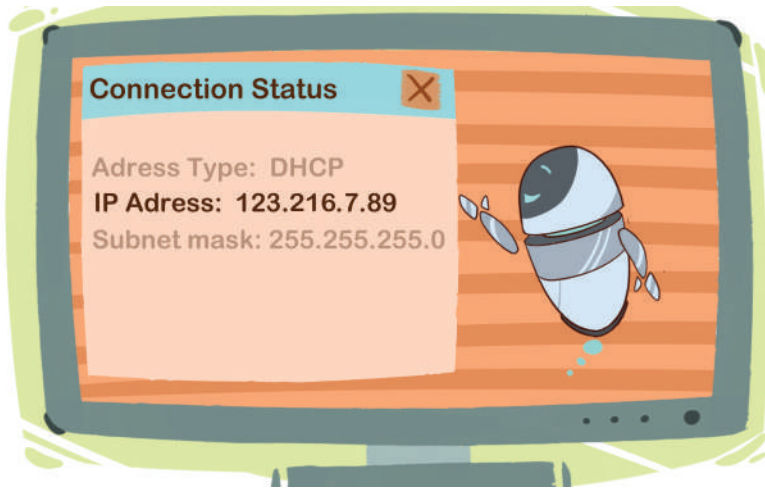 Connection Status
Adress Type: DHCP
IP Adress: 123.216.7.89
Subnet mask: 255.255.255.0